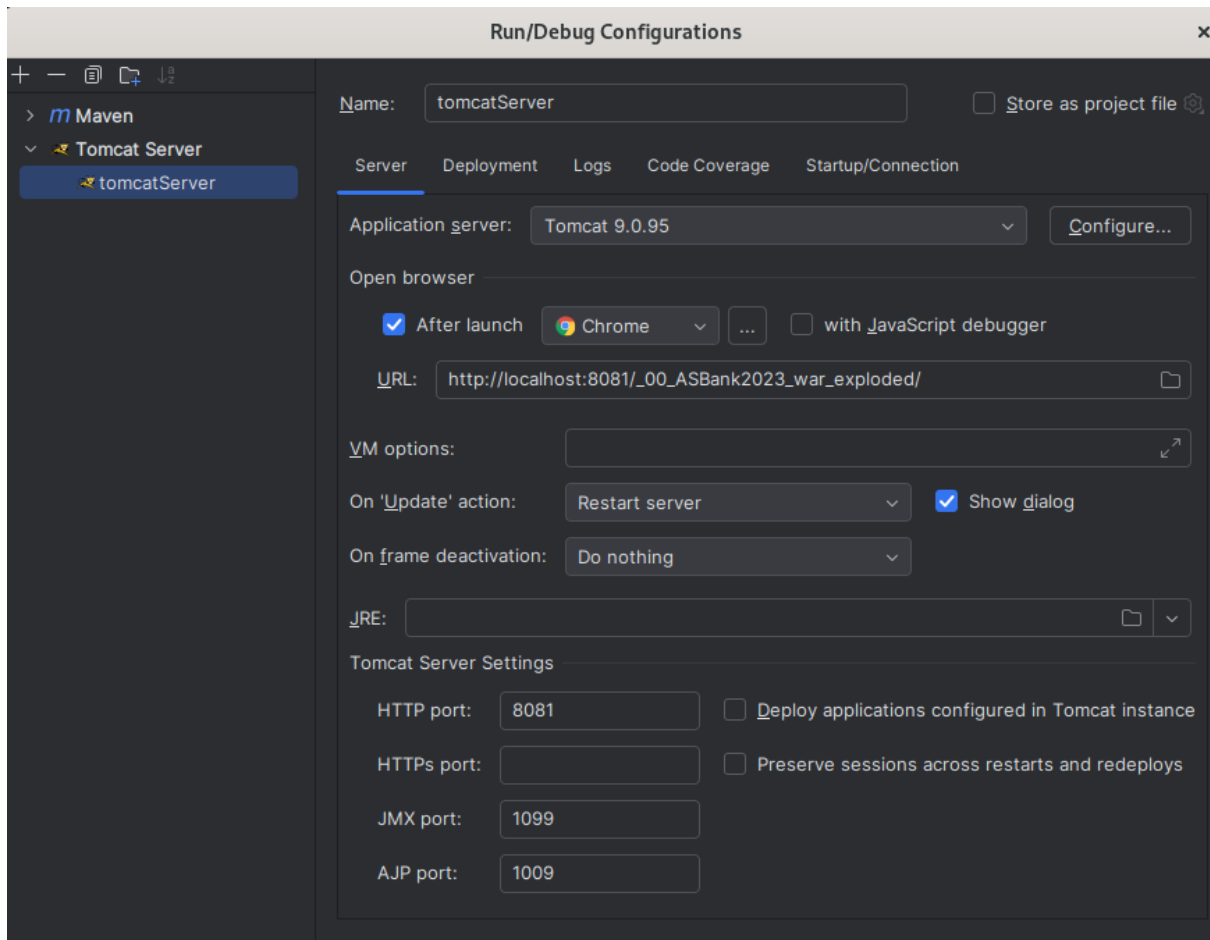 Run/Debug Configurations
Maven
Tomcat Server
tomcatServer
Name: tomcatServer Store as project file
Server Deployment Logs Code Coverage Startup/Connection
Application server: Tomcat 9.0.95 Configure...
Open browser
After launch Chrome ... with JavaScript debugger
URL: http://localhost:8081/_00_ASBank2023_war_exploded/
VM options:
On 'Update' action: Restart server Show dialog
On frame deactivation: Do nothing
JRE:
Tomcat Server Settings
HTTP port: 8081 Deploy applications configured in Tomcat instance
HTTPs port: Preserve sessions across restarts and redeploys
JMX port: 1099
AJP port: 1009